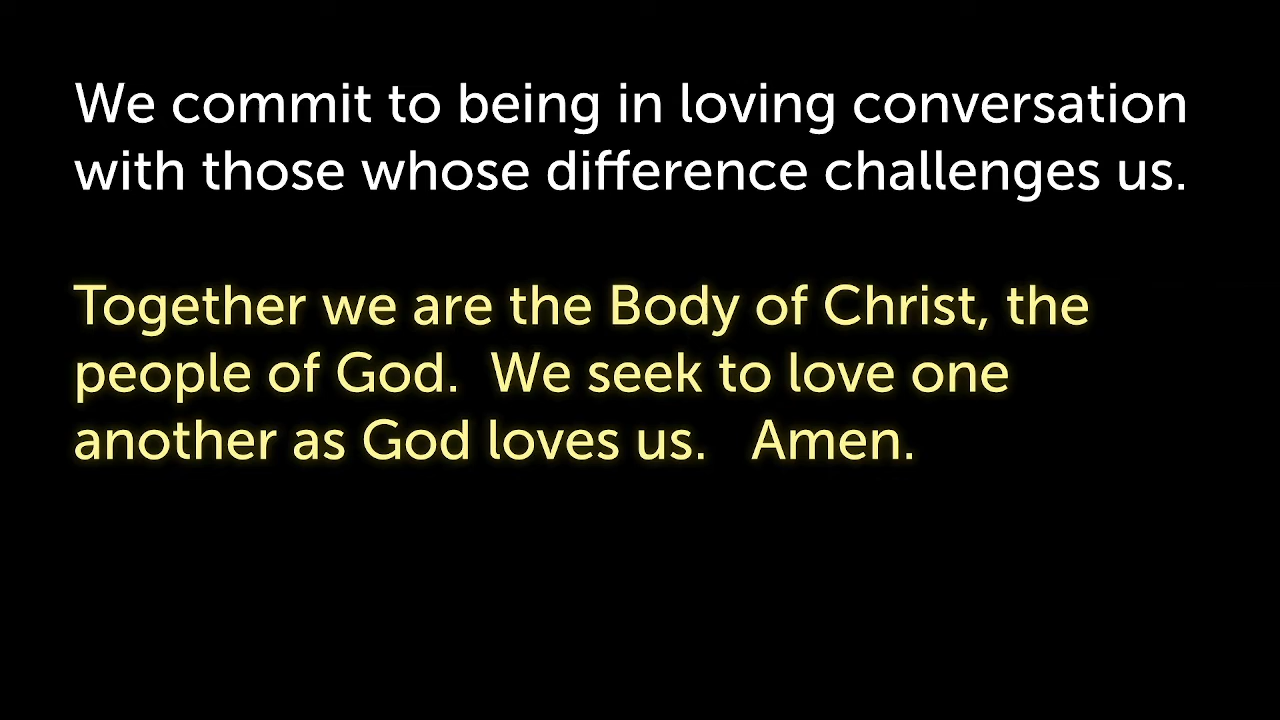 We commit to being in loving conversation
with those whose difference challenges us.
Together we are the Body of Christ, the
people of God.  We seek to love one
another as God loves us.   Amen.